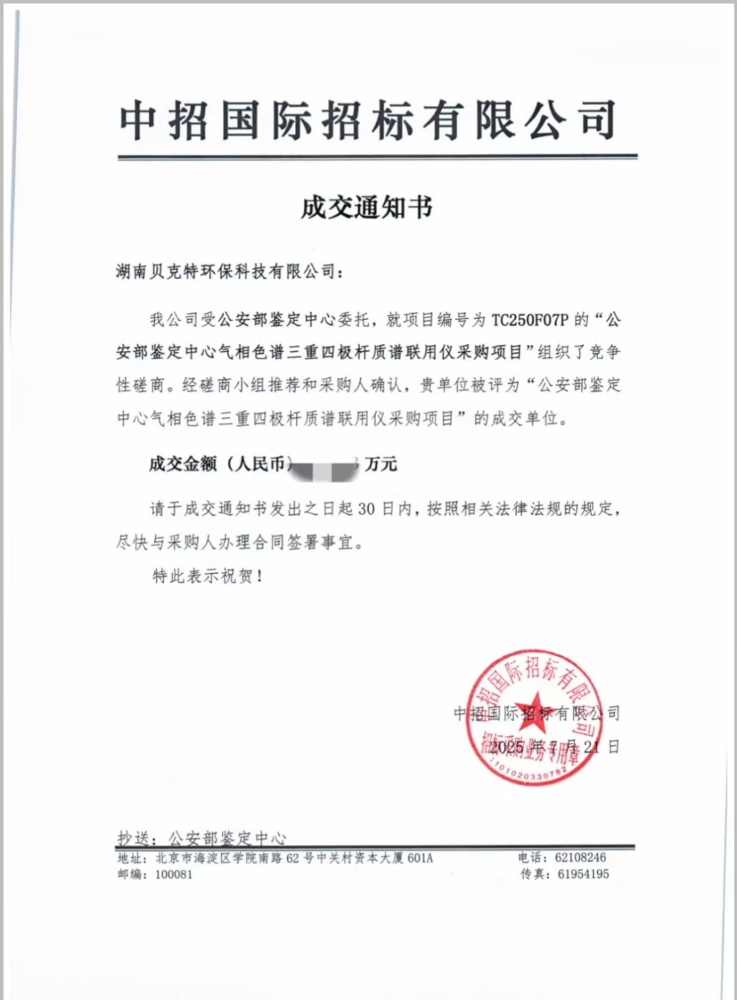 中招国际招标有限公司
成交通知书
湖南贝克特环保科技有限公司：
我公司受公安部鉴定中心委托，就项目编号为 TC250F07P 的“公
安部鉴定中心气相色谱三重四极杆质谱联用仪采购项目”组织了竞争
性磋商。经磋商小组推荐和采购人确认，贵单位被评为“公安部鉴定
中心气相色谱三重四极杆质谱联用仪采购项目”的成交单位。
成交金额（人民币） 万元
请于成交通知书发出之日起 30 日内，按照相关法律法规的规定，
尽快与采购人办理合同签署事宜。
特此表示祝贺！
中招国际招标有限公司
2025 年 7 月 21 日
中招国际招标有限公司
招标采购业务专用章
1101020330782
抄送：公安部鉴定中心
地址：北京市海淀区学院南路 62 号中关村资本大厦 601A 电话：62108246
邮编：100081 传真：61954195